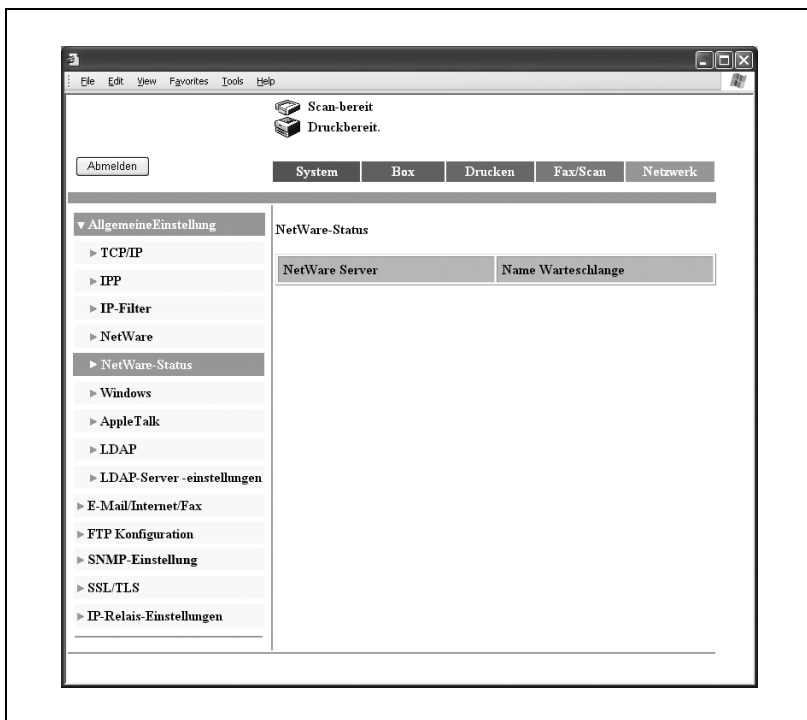 File Edit View Favorites Tools Help
Scan-bereit
Druckbereit.
Abmelden
System Box Drucken Fax/Scan Netzwerk
AllgemeineEinstellung
TCP/IP
IPP
IP-Filter
NetWare
NetWare-Status
Windows
AppleTalk
LDAP
LDAP-Server -einstellungen
E-Mail/Internet/Fax
FTP Konfiguration
SNMP-Einstellung
SSL/TLS
IP-Relais-Einstellungen
NetWare-Status
NetWare Server Name Warteschlange